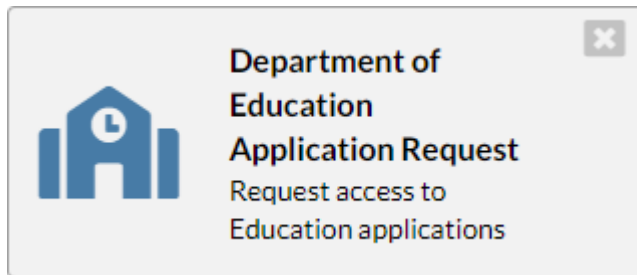 Department of
Education
Application Request
Request access to
Education applications